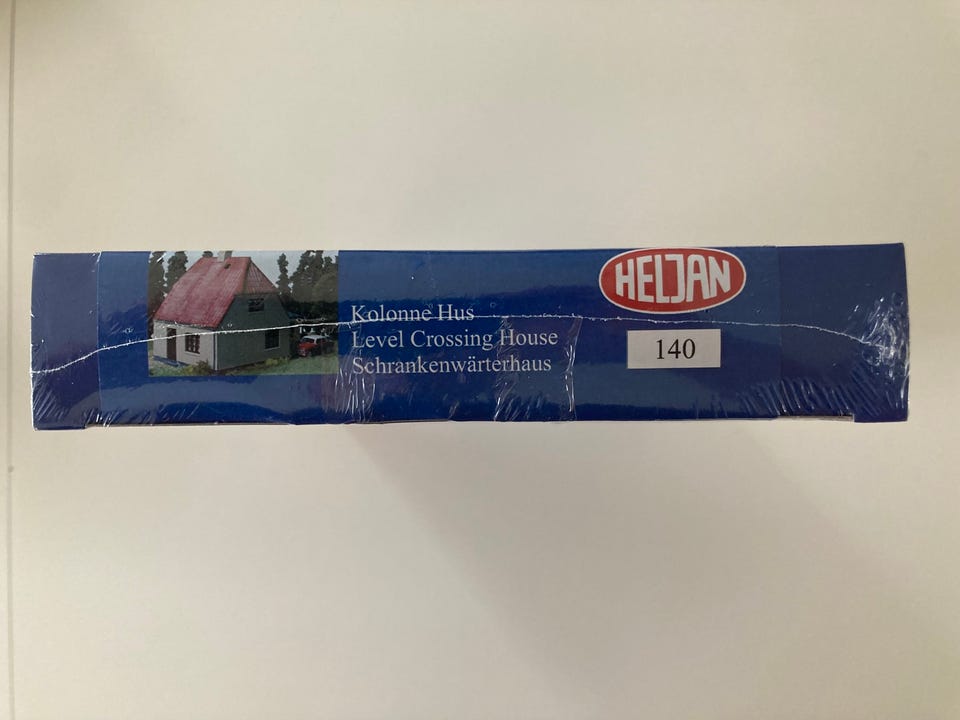 Kolonne Hus
Level Crossing House
Schrankenwärterhaus
HELJAN
140